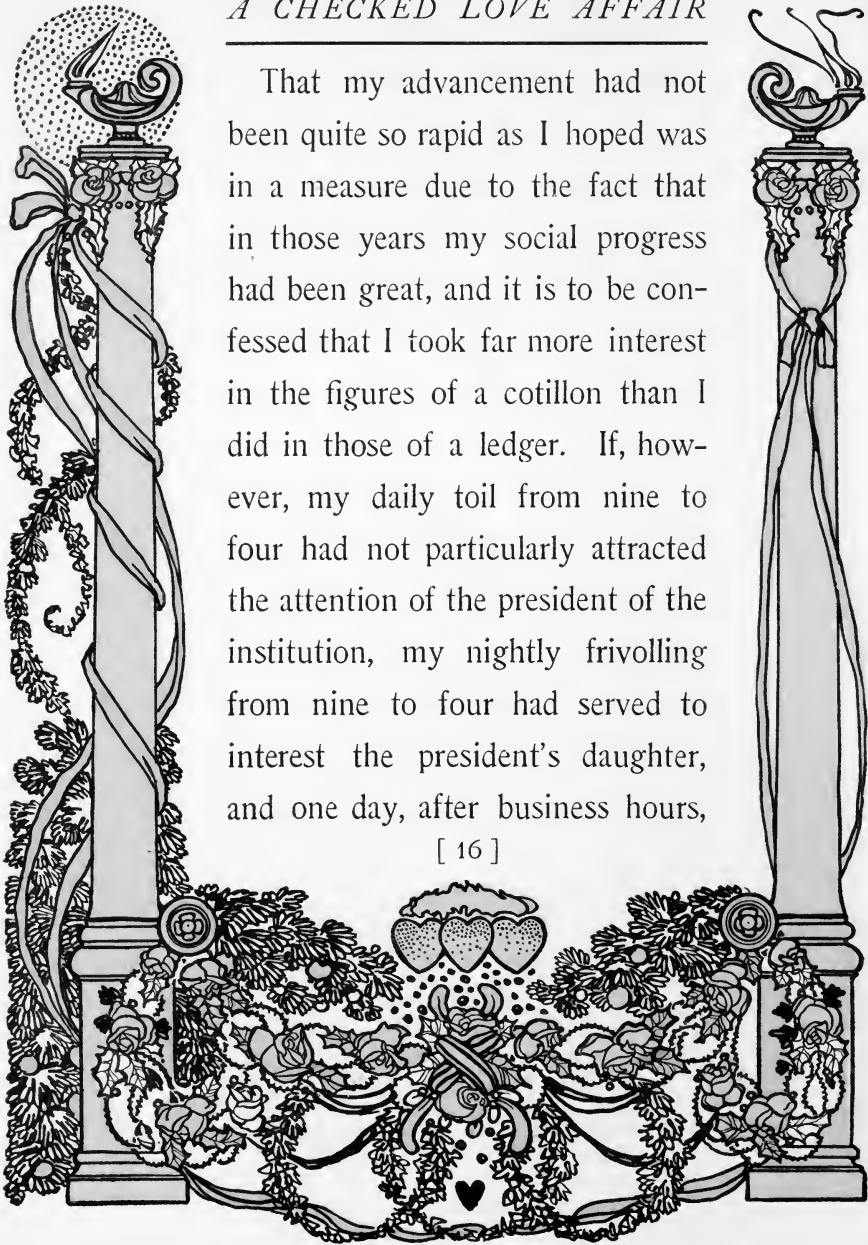 A CHECKED LOVE AFFAIR
That my advancement had not
been quite so rapid as I hoped was
in a measure due to the fact that
in those years my social progress
had been great, and it is to be con-
fessed that I took far more interest
in the figures of a cotillon than I
did in those of a ledger. If, how-
ever, my daily toil from nine to
four had not particularly attracted
the attention of the president of the
institution, my nightly frivolling
from nine to four had served to
interest the president's daughter,
and one day, after business hours,
[ 16 ]